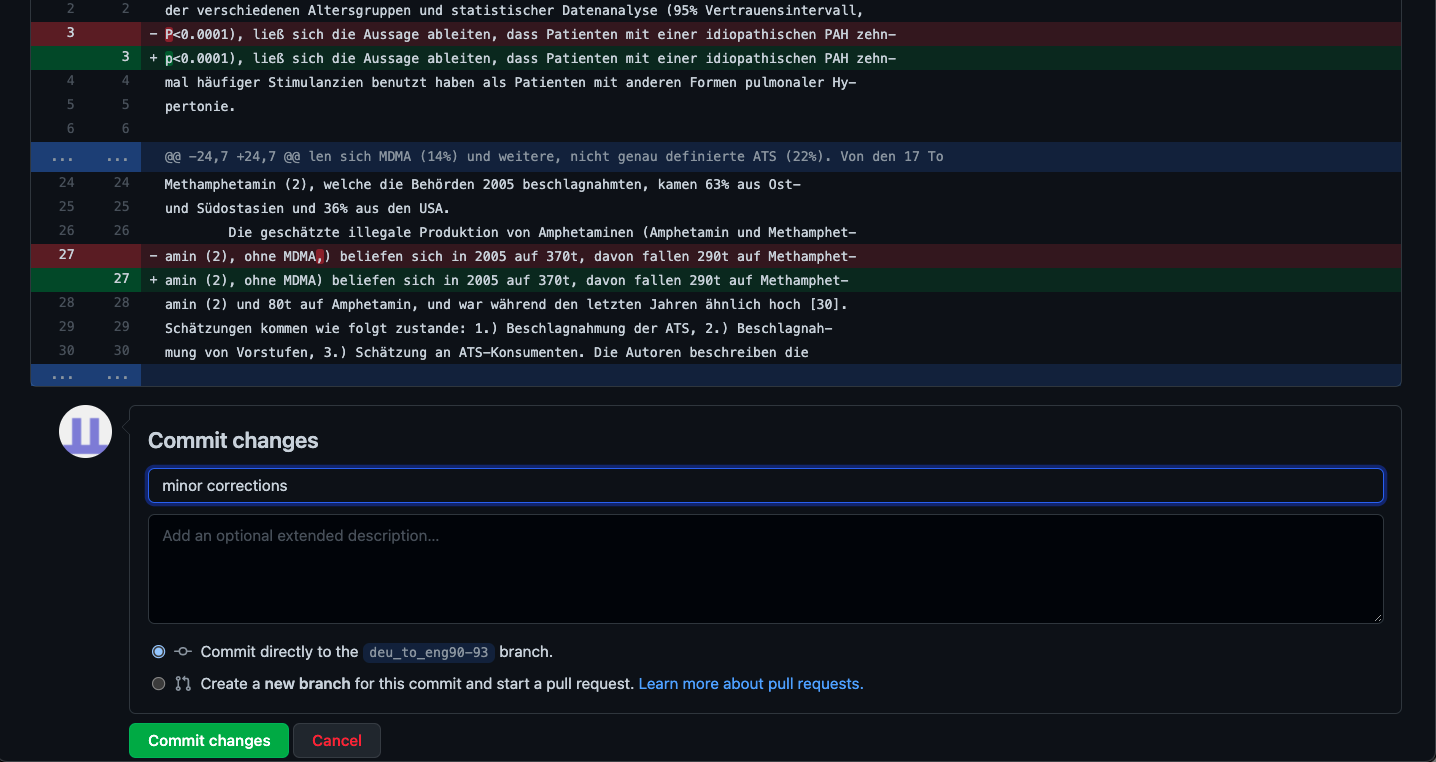 2 2 der verschiedenen Altersgruppen und statistischer Datenanalyse (95% Vertrauensintervall,
3 - P<0.0001), ließ sich die Aussage ableiten, dass Patienten mit einer idiopathischen PAH zehn-
3 + p<0.0001), ließ sich die Aussage ableiten, dass Patienten mit einer idiopathischen PAH zehn-
4 4 mal häufiger Stimulanzien benutzt haben als Patienten mit anderen Formen pulmonaler Hy-
5 5 pertonie.
6 6
... ... @@ -24,7 +24,7 @@ len sich MDMA (14%) und weitere, nicht genau definierte ATS (22%). Von den 17 To
24 24 Methamphetamin (2), welche die Behörden 2005 beschlagnahmten, kamen 63% aus Ost-
25 25 und Südostasien und 36% aus den USA.
26 26 Die geschätzte illegale Produktion von Amphetaminen (Amphetamin und Methamphet-
27 - amin (2), ohne MDMA,) beliefen sich in 2005 auf 370t, davon fallen 290t auf Methamphet-
27 + amin (2), ohne MDMA) beliefen sich in 2005 auf 370t, davon fallen 290t auf Methamphet-
28 28 amin (2) und 80t auf Amphetamin, und war während den letzten Jahren ähnlich hoch [30].
29 29 Schätzungen kommen wie folgt zustande: 1.) Beschlagnahmung der ATS, 2.) Beschlagnah-
30 30 mung von Vorstufen, 3.) Schätzung an ATS-Konsumenten. Die Autoren beschreiben die
... ...
Commit changes
minor corrections
Add an optional extended description...
Commit directly to the deu_to_eng90-93 branch.
Create a new branch for this commit and start a pull request. Learn more about pull requests.
Commit changes Cancel